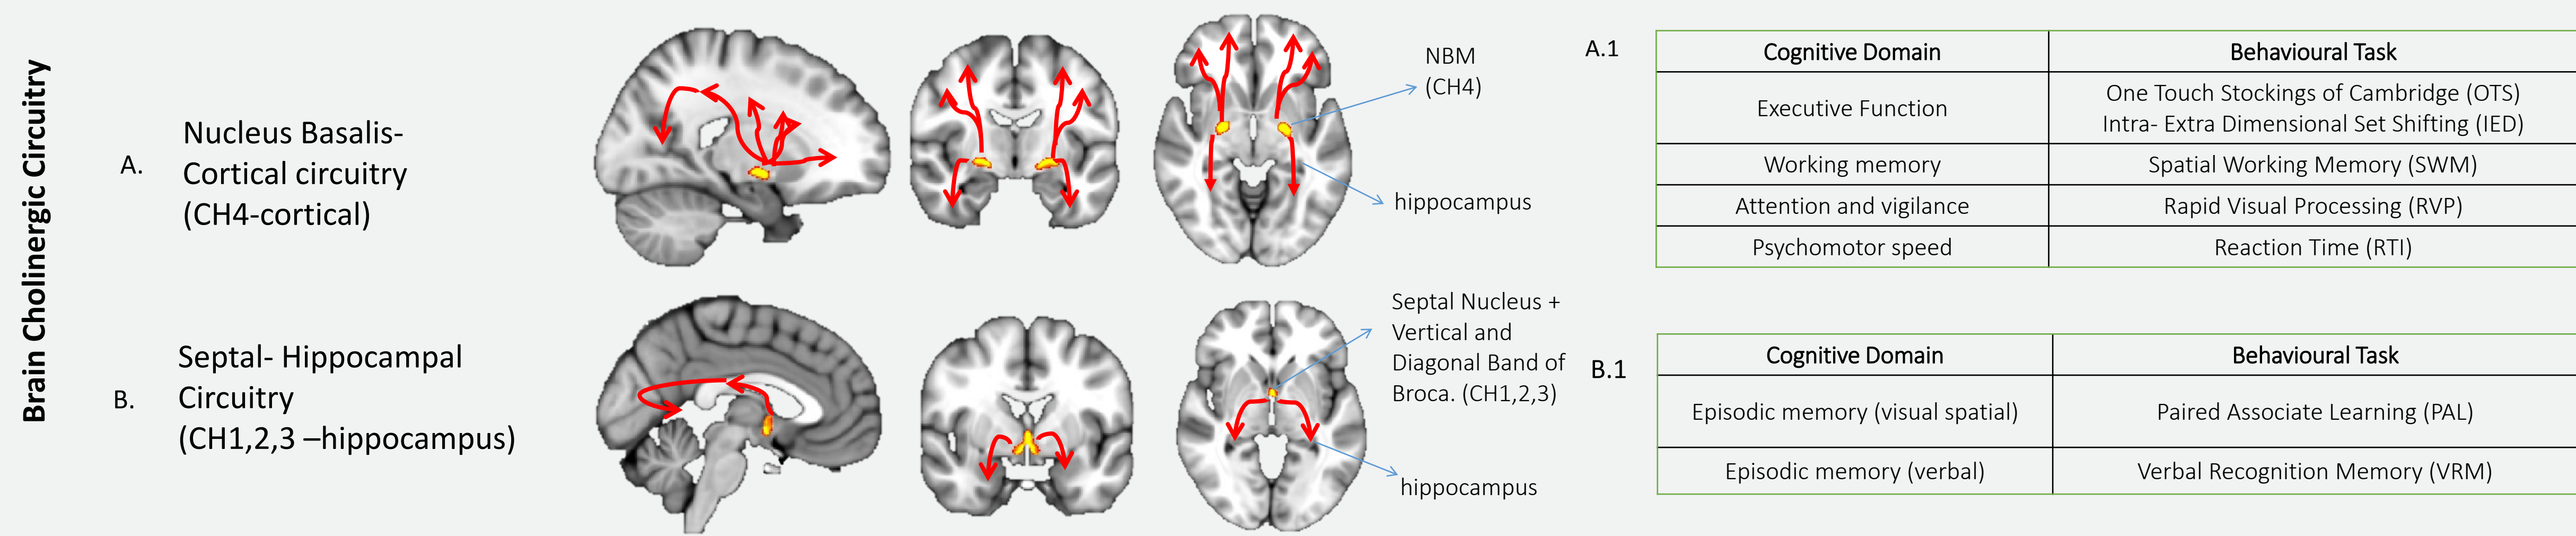 Brain Cholinergic Circuitry
A.
Nucleus Basalis-
Cortical circuitry
(CH4-cortical)
NBM
(CH4)
hippocampus
A.1
Cognitive Domain
Behavioural Task
Executive Function
One Touch Stockings of Cambridge (OTS)
Intra- Extra Dimensional Set Shifting (IED)
Working memory
Spatial Working Memory (SWM)
Attention and vigilance
Rapid Visual Processing (RVP)
Psychomotor speed
Reaction Time (RTI)
B.
Septal- Hippocampal
Circuitry
(CH1,2,3 –hippocampus)
Septal Nucleus +
Vertical and
Diagonal Band of
Broca. (CH1,2,3)
hippocampus
B.1
Cognitive Domain
Behavioural Task
Episodic memory (visual spatial)
Paired Associate Learning (PAL)
Episodic memory (verbal)
Verbal Recognition Memory (VRM)